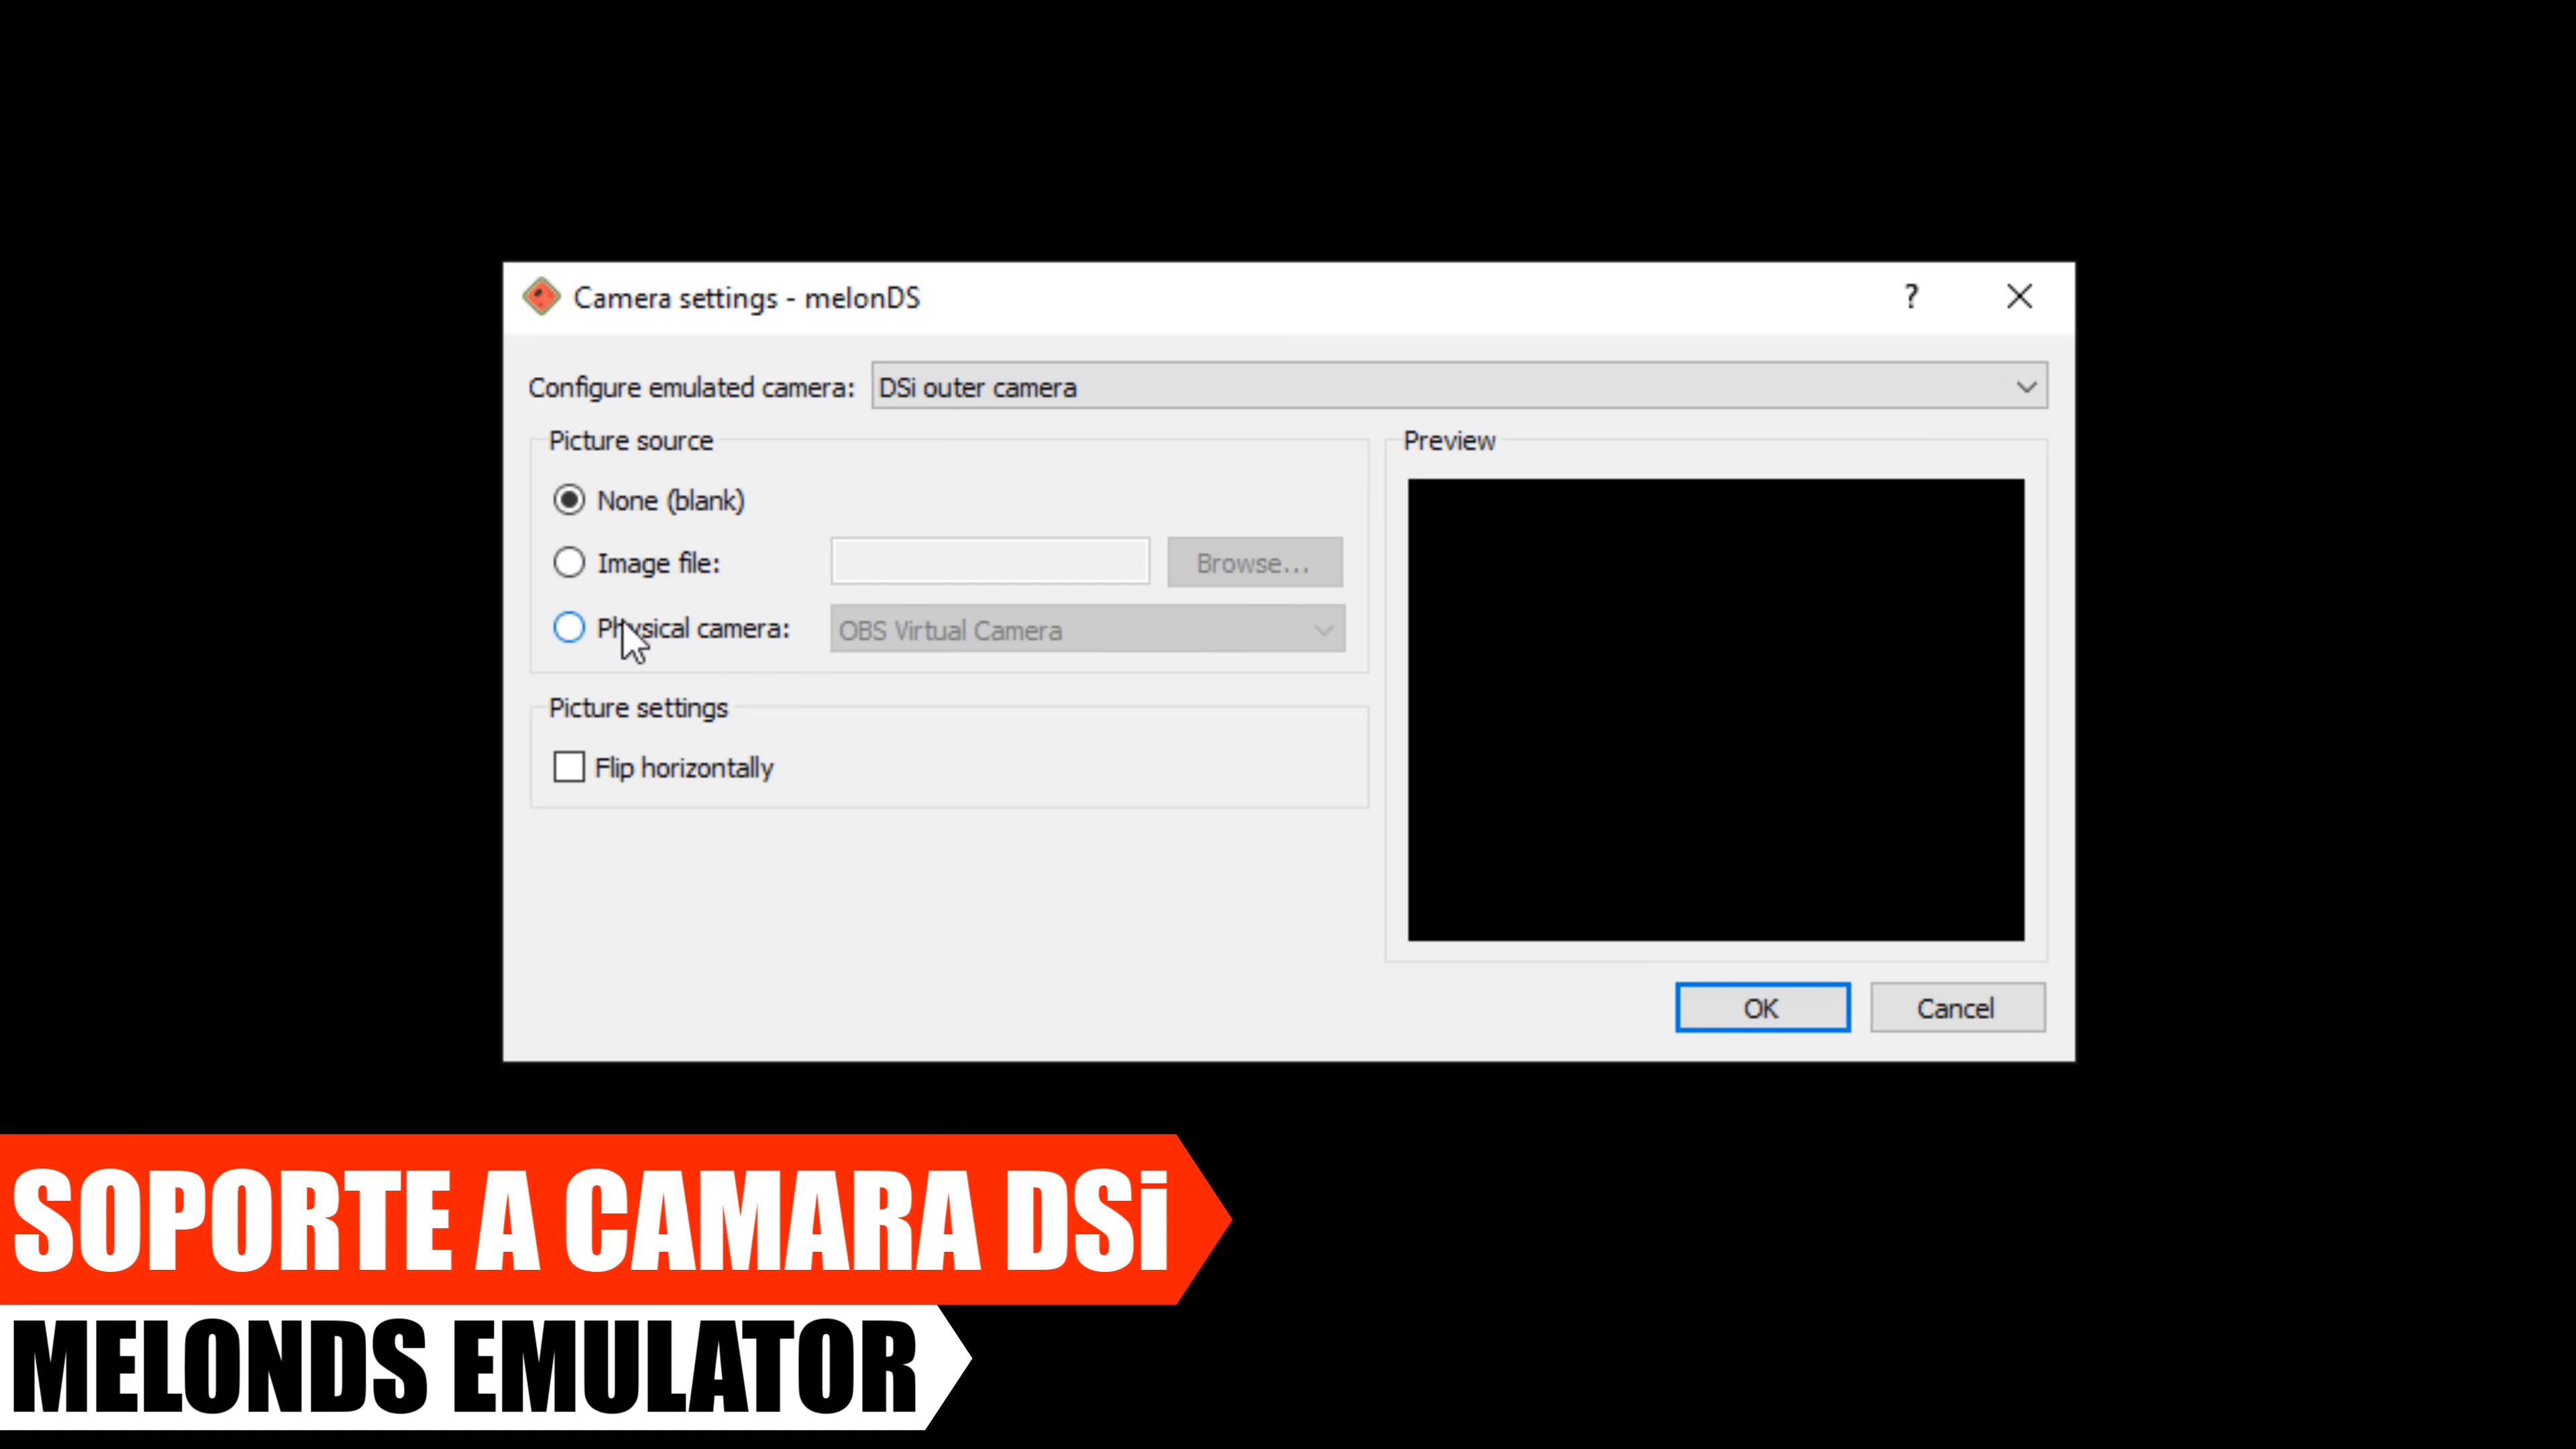 Camera settings - melonDS
?
Configure emulated camera: DSi outer camera
Picture source
Preview
None (blank)
Image file: Browse...
Physical camera: OBS Virtual Camera
Picture settings
Flip horizontally
OK Cancel
SOPORTE A CAMARA DSi
MELONDS EMULATOR